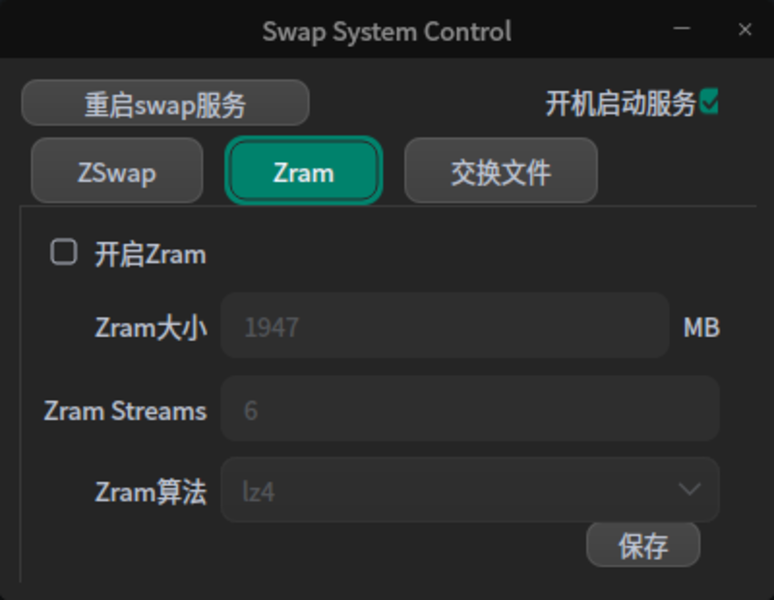 Swap System Control
重启swap服务
开机启动服务
ZSwap
Zram
交换文件
开启Zram
Zram大小
1947
MB
Zram Streams
6
Zram算法
lz4
保存